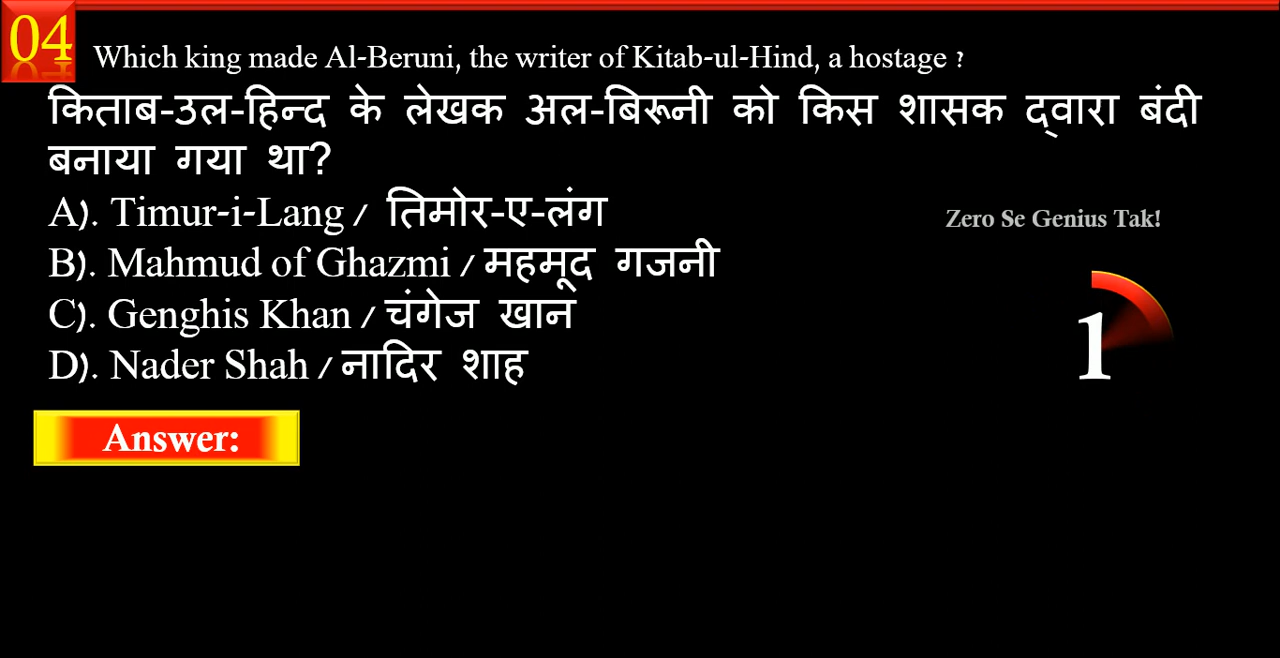 04
Which king made Al-Beruni, the writer of Kitab-ul-Hind, a hostage ?
किताब-उल-हिन्द के लेखक अल-बिरूनी को किस शासक द्‌वारा बंदी
बनाया गया था?
A). Timur-i-Lang / तिमोर-ए-लंग
Zero Se Genius Tak!
B). Mahmud of Ghazmi / महमूद गजनी
C). Genghis Khan / चंगेज खान
1
D). Nader Shah / नादिर शाह
Answer: